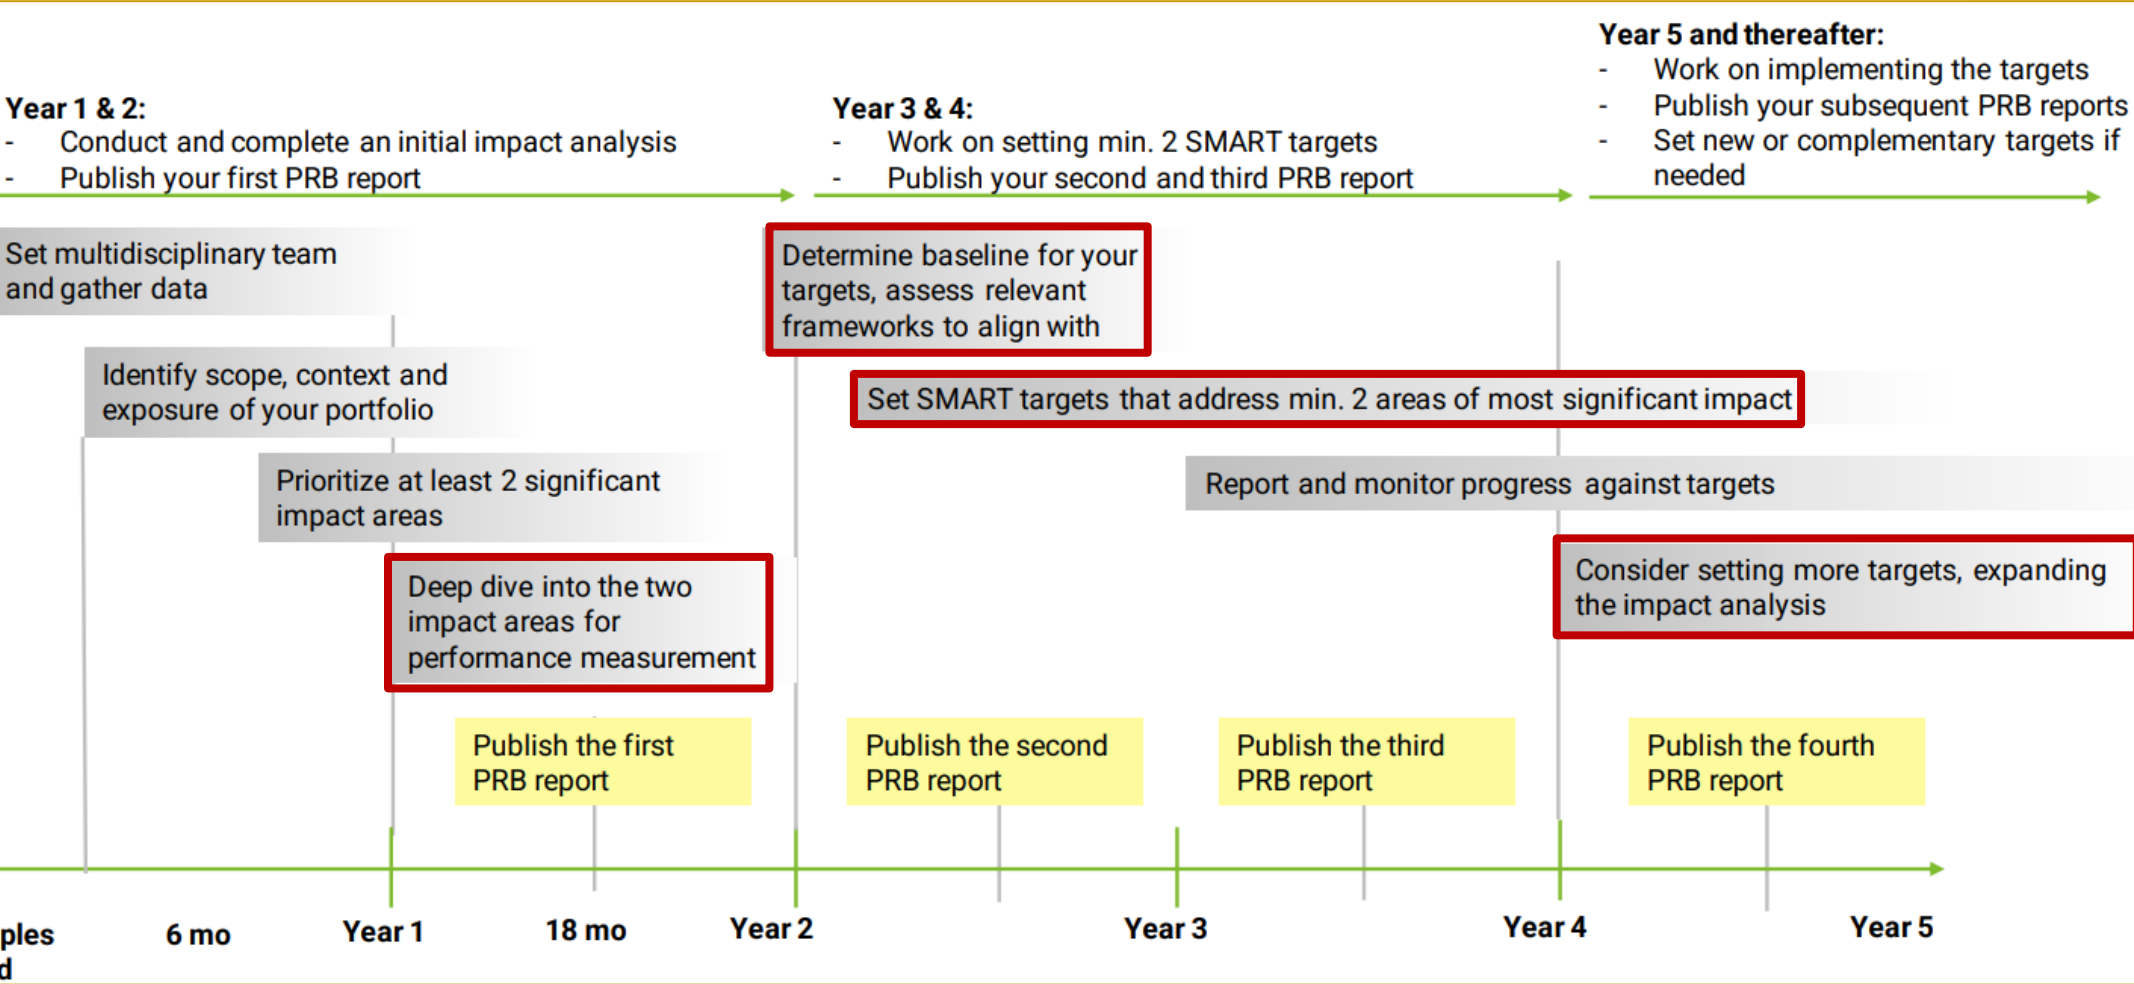 Year 1 & 2:
- Conduct and complete an initial impact analysis
- Publish your first PRB report
Year 3 & 4:
- Work on setting min. 2 SMART targets
- Publish your second and third PRB report
Year 5 and thereafter:
- Work on implementing the targets
- Publish your subsequent PRB reports
- Set new or complementary targets if
needed
Set multidisciplinary team
and gather data
Identify scope, context and
exposure of your portfolio
Prioritize at least 2 significant
impact areas
Deep dive into the two
impact areas for
performance measurement
Determine baseline for your
targets, assess relevant
frameworks to align with
Set SMART targets that address min. 2 areas of most significant impact
Report and monitor progress against targets
Consider setting more targets, expanding
the impact analysis
Publish the first
PRB report
Publish the second
PRB report
Publish the third
PRB report
Publish the fourth
PRB report
ples
d
6 mo
Year 1
18 mo
Year 2
Year 3
Year 4
Year 5